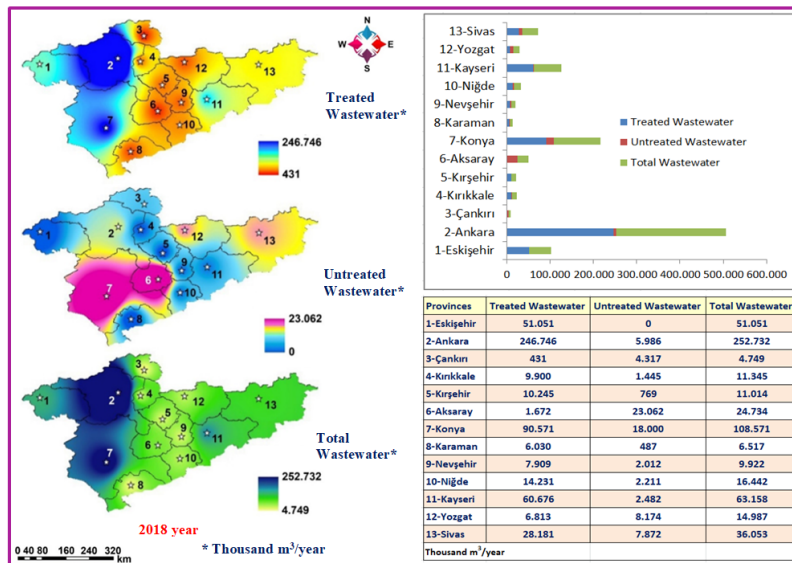 N
W E
S
3
1
2
4
12
13
5
11
6
9
10
7
8
Treated
Wastewater*
246.746
431
3
1
2
4
12
13
5
9
11
6
7
10
8
Untreated
Wastewater*
23.062
0
3
1
2
4
12
13
5
9
11
6
7
10
8
Total
Wastewater*
252.732
4.749
2018 year
* Thousand m³/year
0 40 80 160 240 320
km
13-Sivas
12-Yozgat
11-Kayseri
10-Niğde
9-Nevşehir
8-Karaman
7-Konya
6-Aksaray
5-Kırşehir
4-Kırıkkale
3-Çankırı
2-Ankara
1-Eskişehir
Treated Wastewater
Untreated Wastewater
Total Wastewater
0 100.000 200.000 300.000 400.000 500.000 600.000
Provinces Treated Wastewater Untreated Wastewater Total Wastewater
1-Eskişehir 51.051 0 51.051
2-Ankara 246.746 5.986 252.732
3-Çankırı 431 4.317 4.749
4-Kırıkkale 9.900 1.445 11.345
5-Kırşehir 10.245 769 11.014
6-Aksaray 1.672 23.062 24.734
7-Konya 90.571 18.000 108.571
8-Karaman 6.030 487 6.517
9-Nevşehir 7.909 2.012 9.922
10-Niğde 14.231 2.211 16.442
11-Kayseri 60.676 2.482 63.158
12-Yozgat 6.813 8.174 14.987
13-Sivas 28.181 7.872 36.053
Thousand m³/year